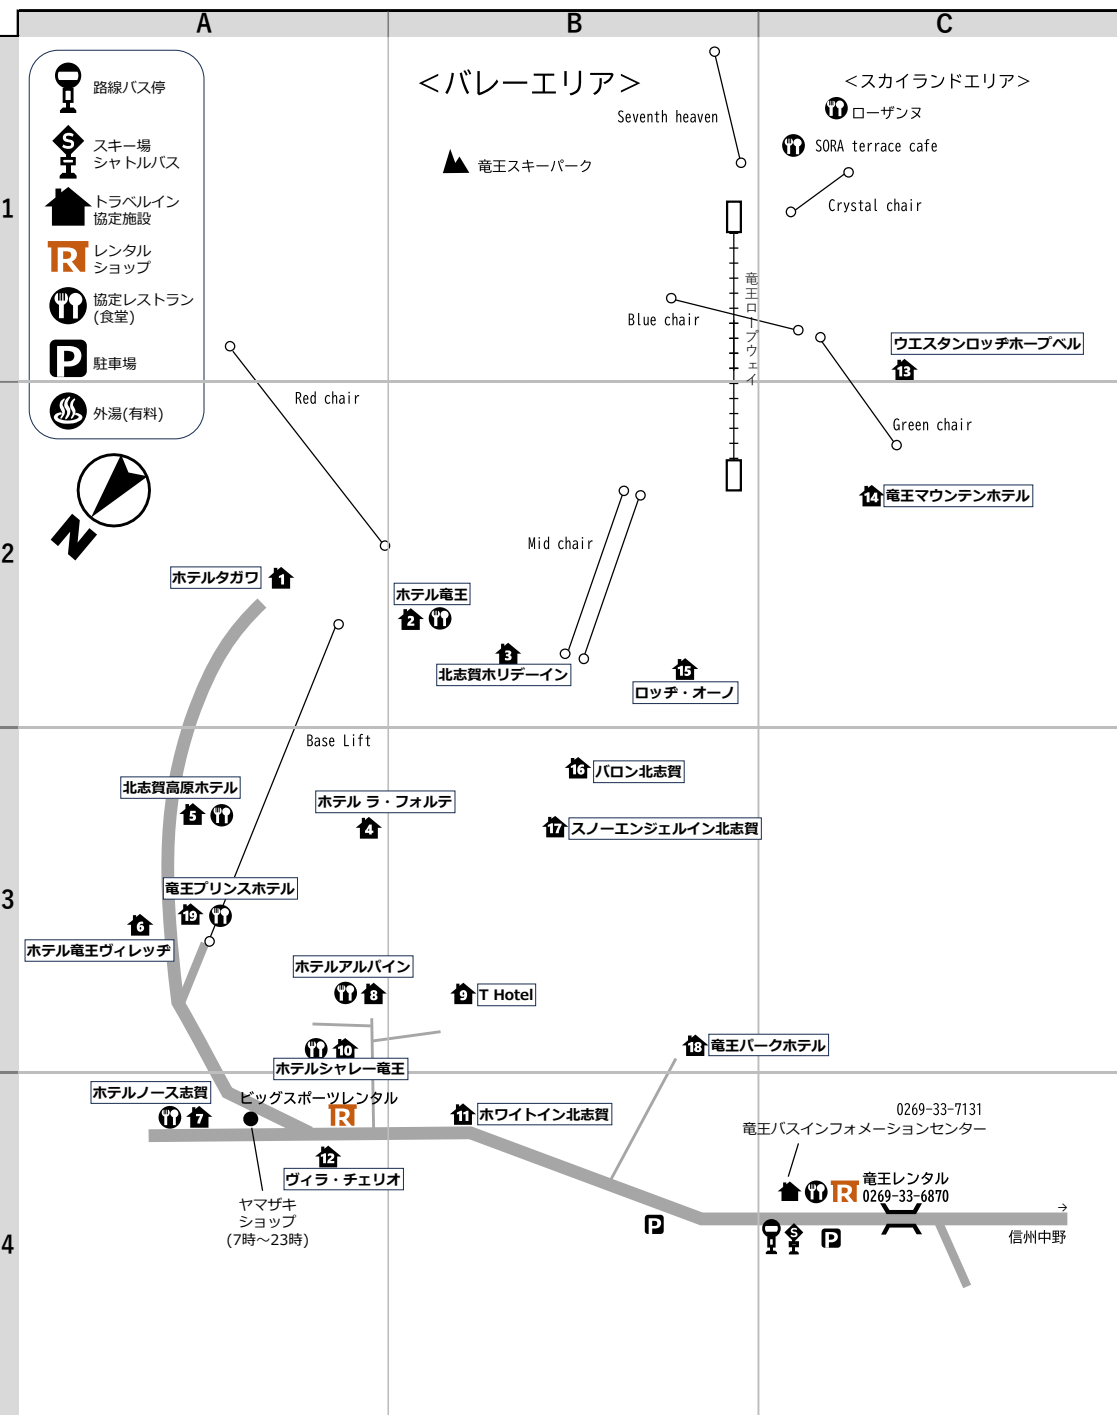 A
B
C
1
2
3
4
路線バス停
S
スキー場
シャトルバス
トラベルイン
協定施設
R
レンタル
ショップ
協定レストラン
(食堂)
P
駐車場
外湯(有料)
N
＜バレーエリア＞
Seventh heaven
竜王スキーパーク
＜スカイランドエリア＞
ローザンヌ
SORA terrace cafe
Crystal chair
竜王ロープウェイ
Blue chair
ウエスタンロッヂホープベル
13
Red chair
Green chair
14 竜王マウンテンホテル
Mid chair
ホテルタガワ 1
ホテル竜王
2
3
北志賀ホリデーイン
15
ロッヂ・オーノ
Base Lift
16 バロン北志賀
北志賀高原ホテル
5
ホテル ラ・フォルテ
4
17 スノーエンジェルイン北志賀
竜王プリンスホテル
19
6
ホテル竜王ヴィレッヂ
ホテルアルパイン
8
9 T Hotel
10
ホテルシャレー竜王
18 竜王パークホテル
ホテルノース志賀
7
ビッグスポーツレンタル
R
11 ホワイトイン北志賀
12
ヴィラ・チェリオ
ヤマザキ
ショップ
(7時～23時)
0269-33-7131
竜王バスインフォメーションセンター
R
竜王レンタル
0269-33-6870
P
S
P
→
信州中野